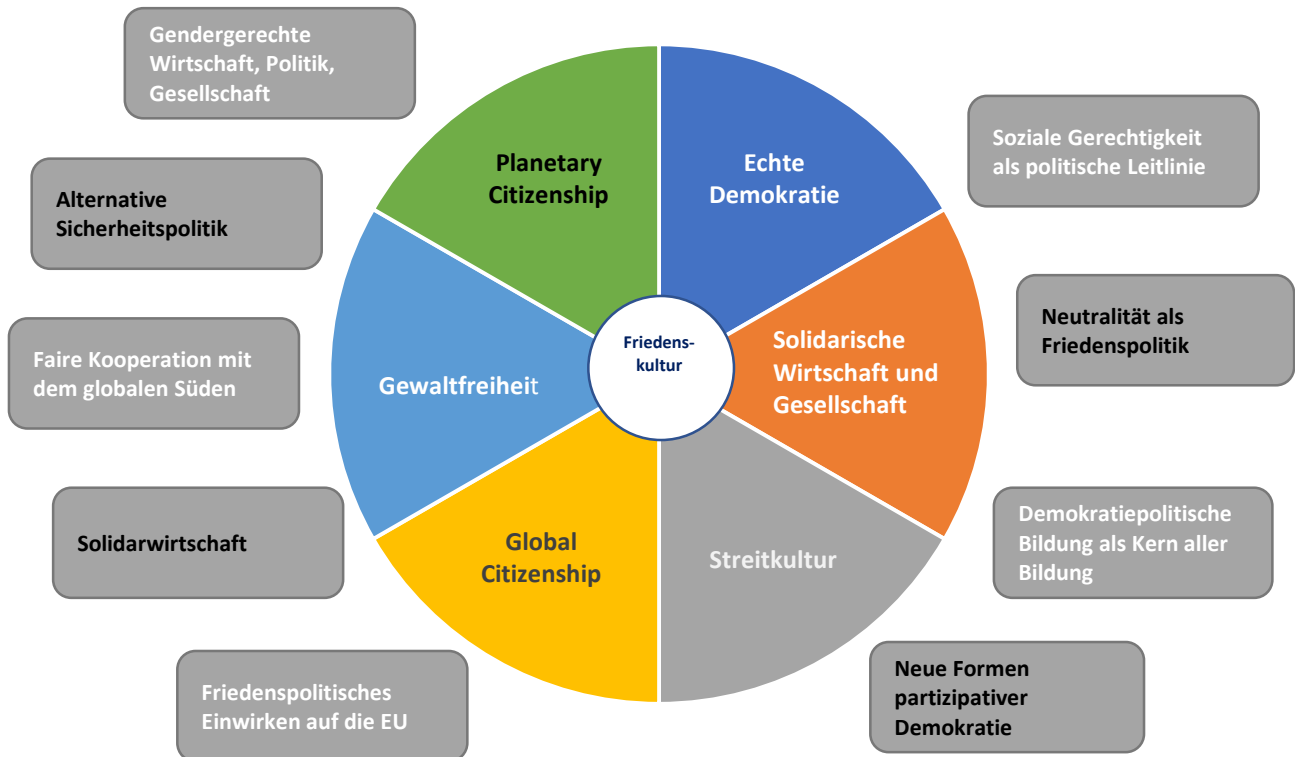 Gendergerechte
Wirtschaft, Politik,
Gesellschaft
Soziale Gerechtigkeit
als politische Leitlinie
Planetary
Citizenship
Echte
Demokratie
Alternative
Sicherheitspolitik
Neutralität als
Friedenspolitik
Faire Kooperation mit
dem globalen Süden
Gewaltfreiheit
Friedens-
kultur
Solidarische
Wirtschaft und
Gesellschaft
Solidarwirtschaft
Global
Citizenship
Streitkultur
Demokratiepolitische
Bildung als Kern aller
Bildung
Friedenspolitisches
Einwirken auf die EU
Neue Formen
partizipativer
Demokratie